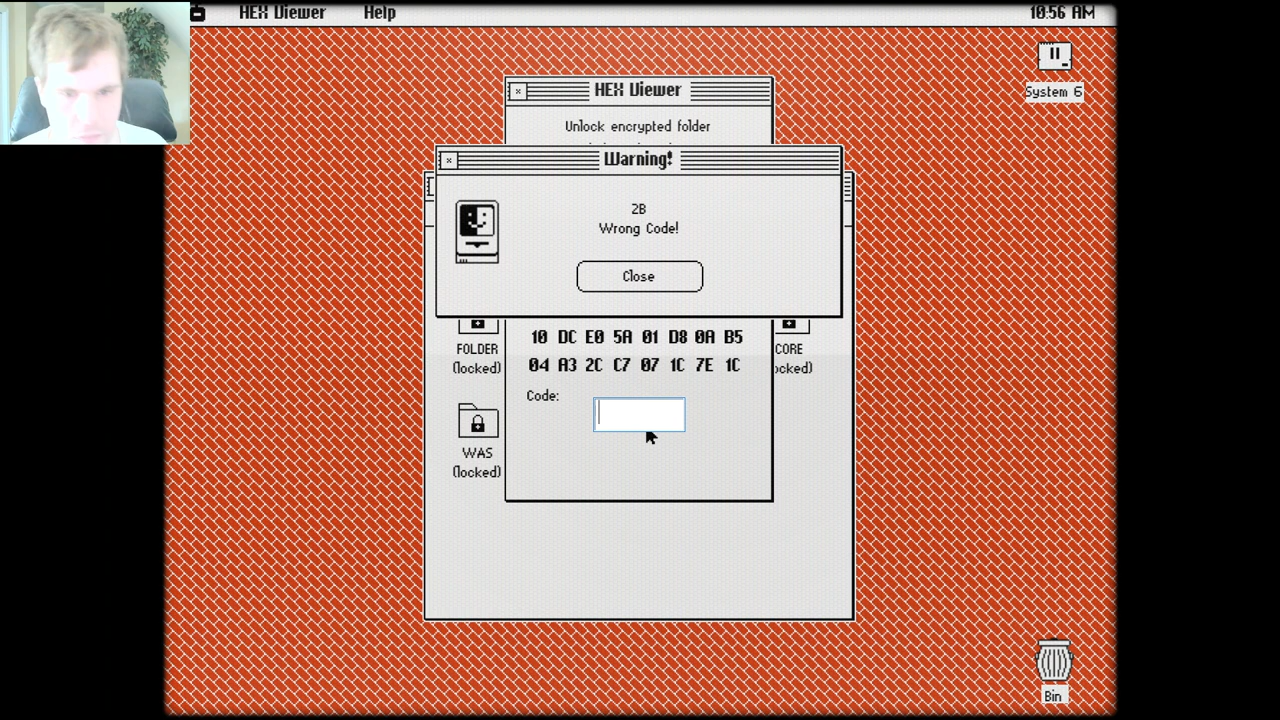 HEX Viewer Help 10:56 AM
System 6
HEX Viewer
Unlock encrypted folder
Warning!
2B
Wrong Code!
Close
10 DC E0 5A 01 D8 0A B5
04 A3 2C C7 07 1C 7E 1C
FOLDER
(locked)
CORE
ocked)
Code:
WAS
(locked)
Bin